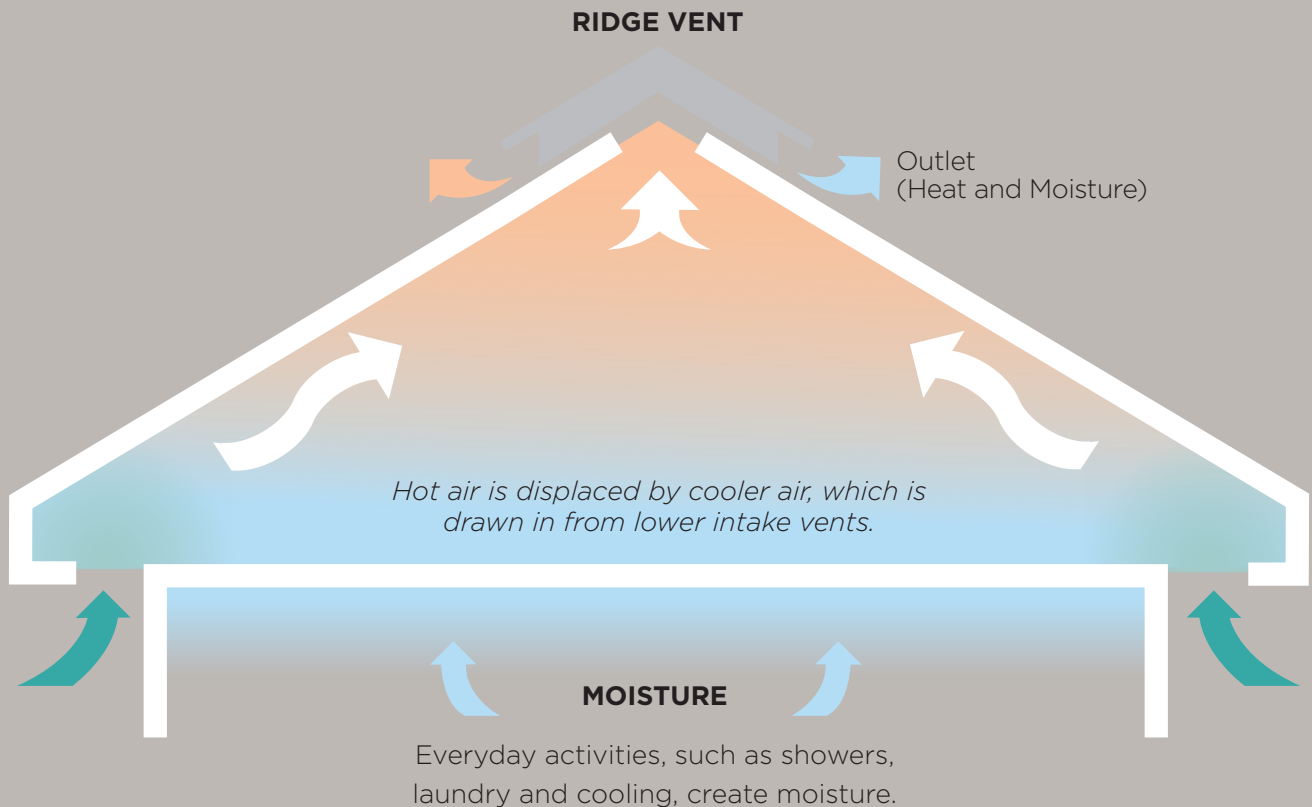 RIDGE VENT
Outlet
(Heat and Moisture)
Hot air is displaced by cooler air, which is
drawn in from lower intake vents.
MOISTURE
Everyday activities, such as showers,
laundry and cooling, create moisture.